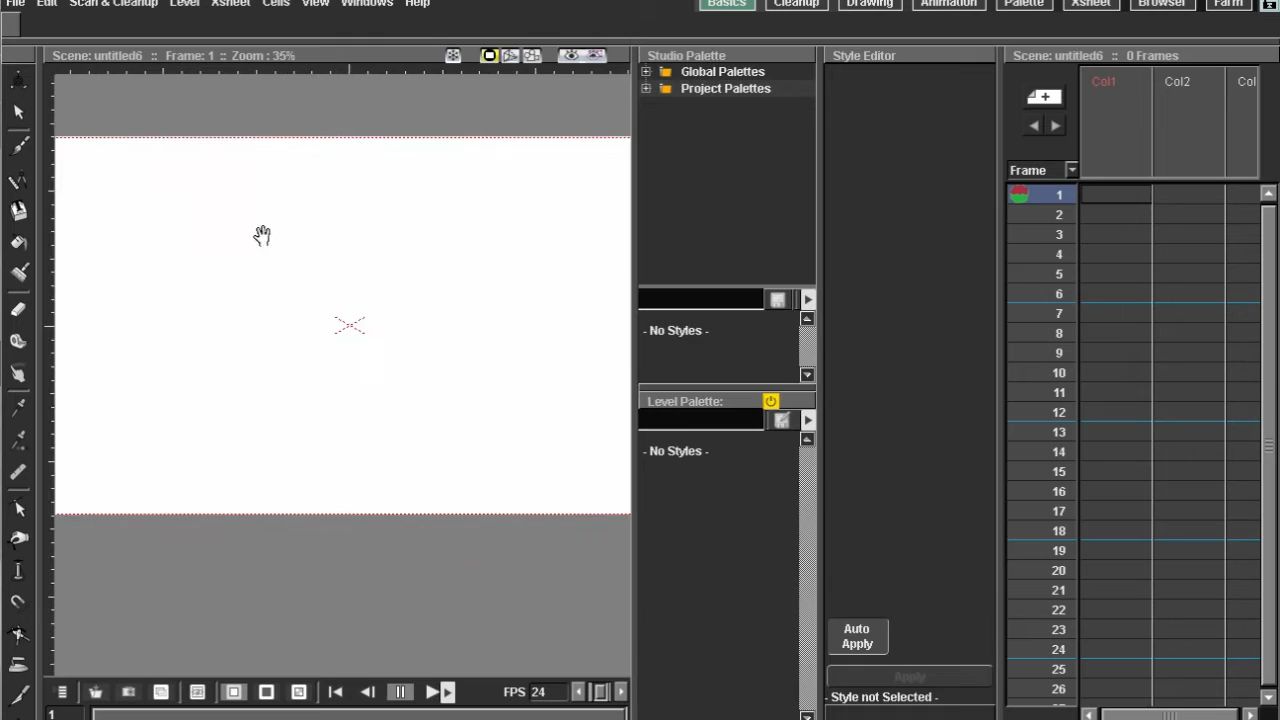 File Edit Scan & Cleanup Level Xsheet Cells View Windows Help Basics Cleanup Drawing Animation Palette Xsheet Browser Farm
Scene: untitled6 :: Frame: 1 :: Zoom : 35%
Studio Palette
Style Editor
Scene: untitled6 :: 0 Frames
Global Palettes
Project Palettes
Col1 Col2 Col
Frame
1
2
3
4
5
6
7
8
9
10
11
12
13
14
15
16
17
18
19
20
21
22
23
24
25
26
- No Styles -
Level Palette:
- No Styles -
Auto
Apply
Apply
- Style not Selected -
FPS 24
1